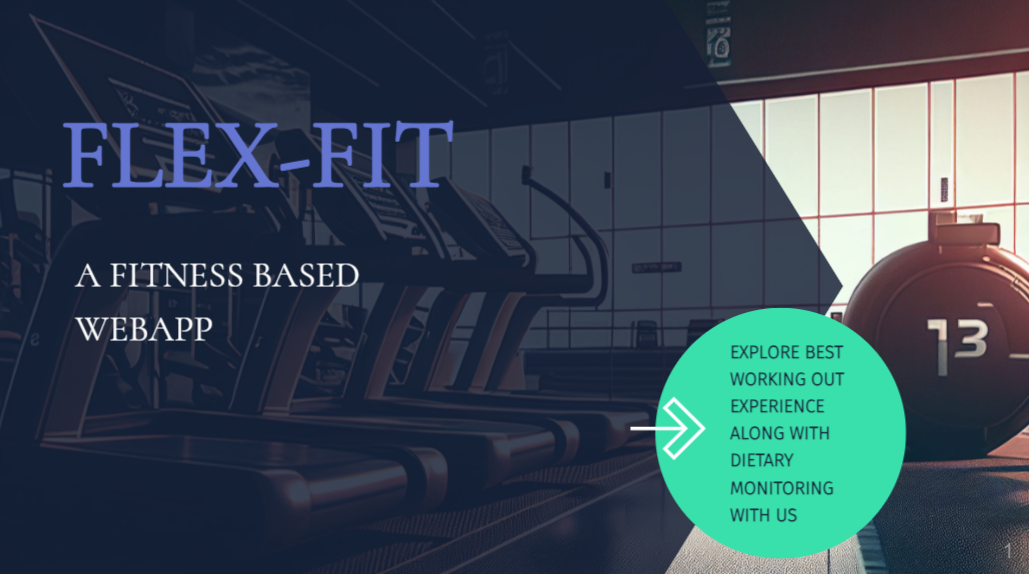 FLEX-FIT
A FITNESS BASED
WEBAPP
EXPLORE BEST
WORKING OUT
EXPERIENCE
ALONG WITH
DIETARY
MONITORING
WITH US
13
1